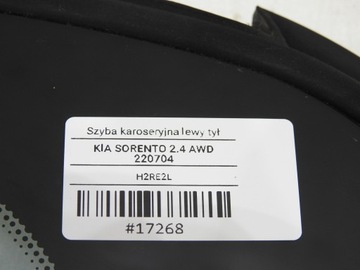 Szyba karoseryjna lewy tył
KIA SORENTO 2.4 AWD
220704
H2RE2L
#17268